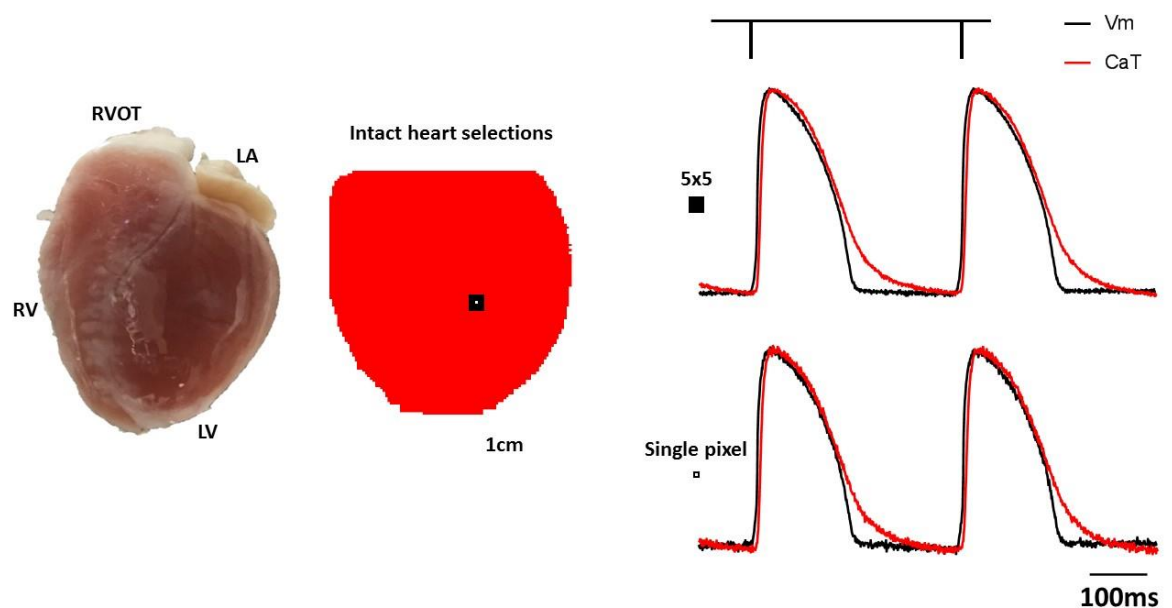 RVOT
LA
RV
LV
Intact heart selections
1cm
Vm
CaT
5x5
Single pixel
100ms